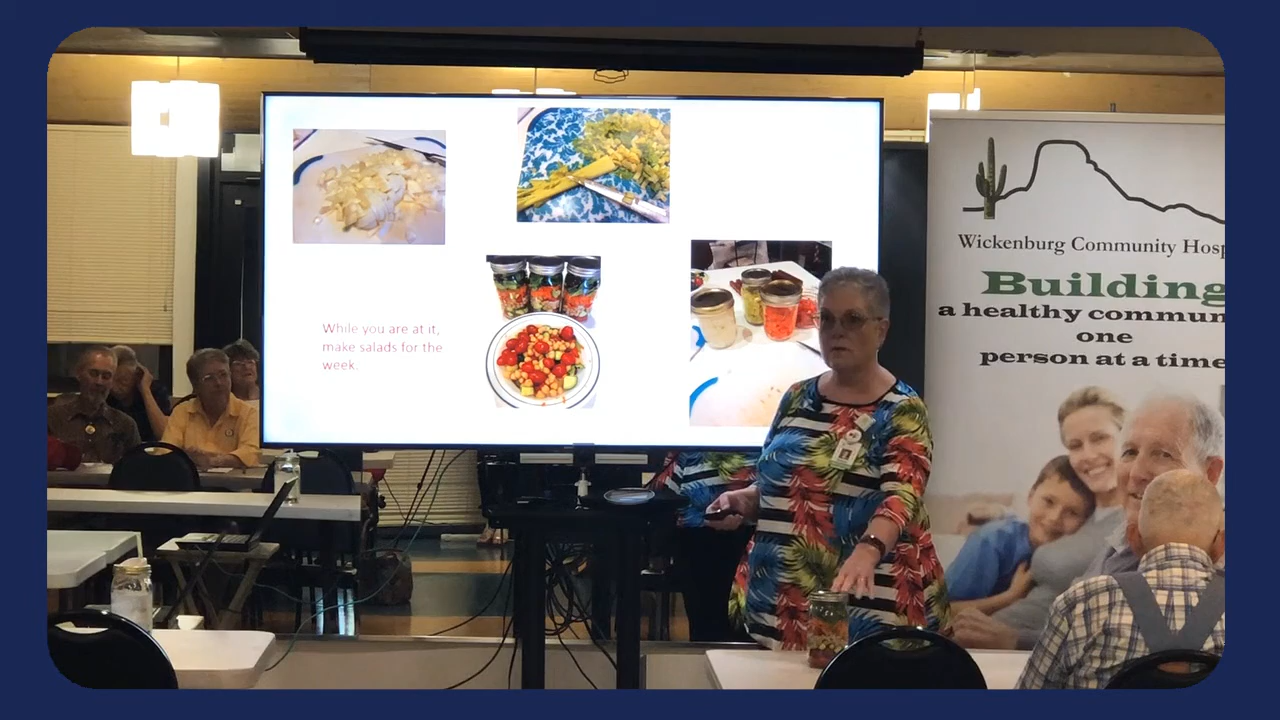 While you are at it,
make salads for the
week.
Wickenburg Community Hosp
Building
a healthy commun
one
person at a time